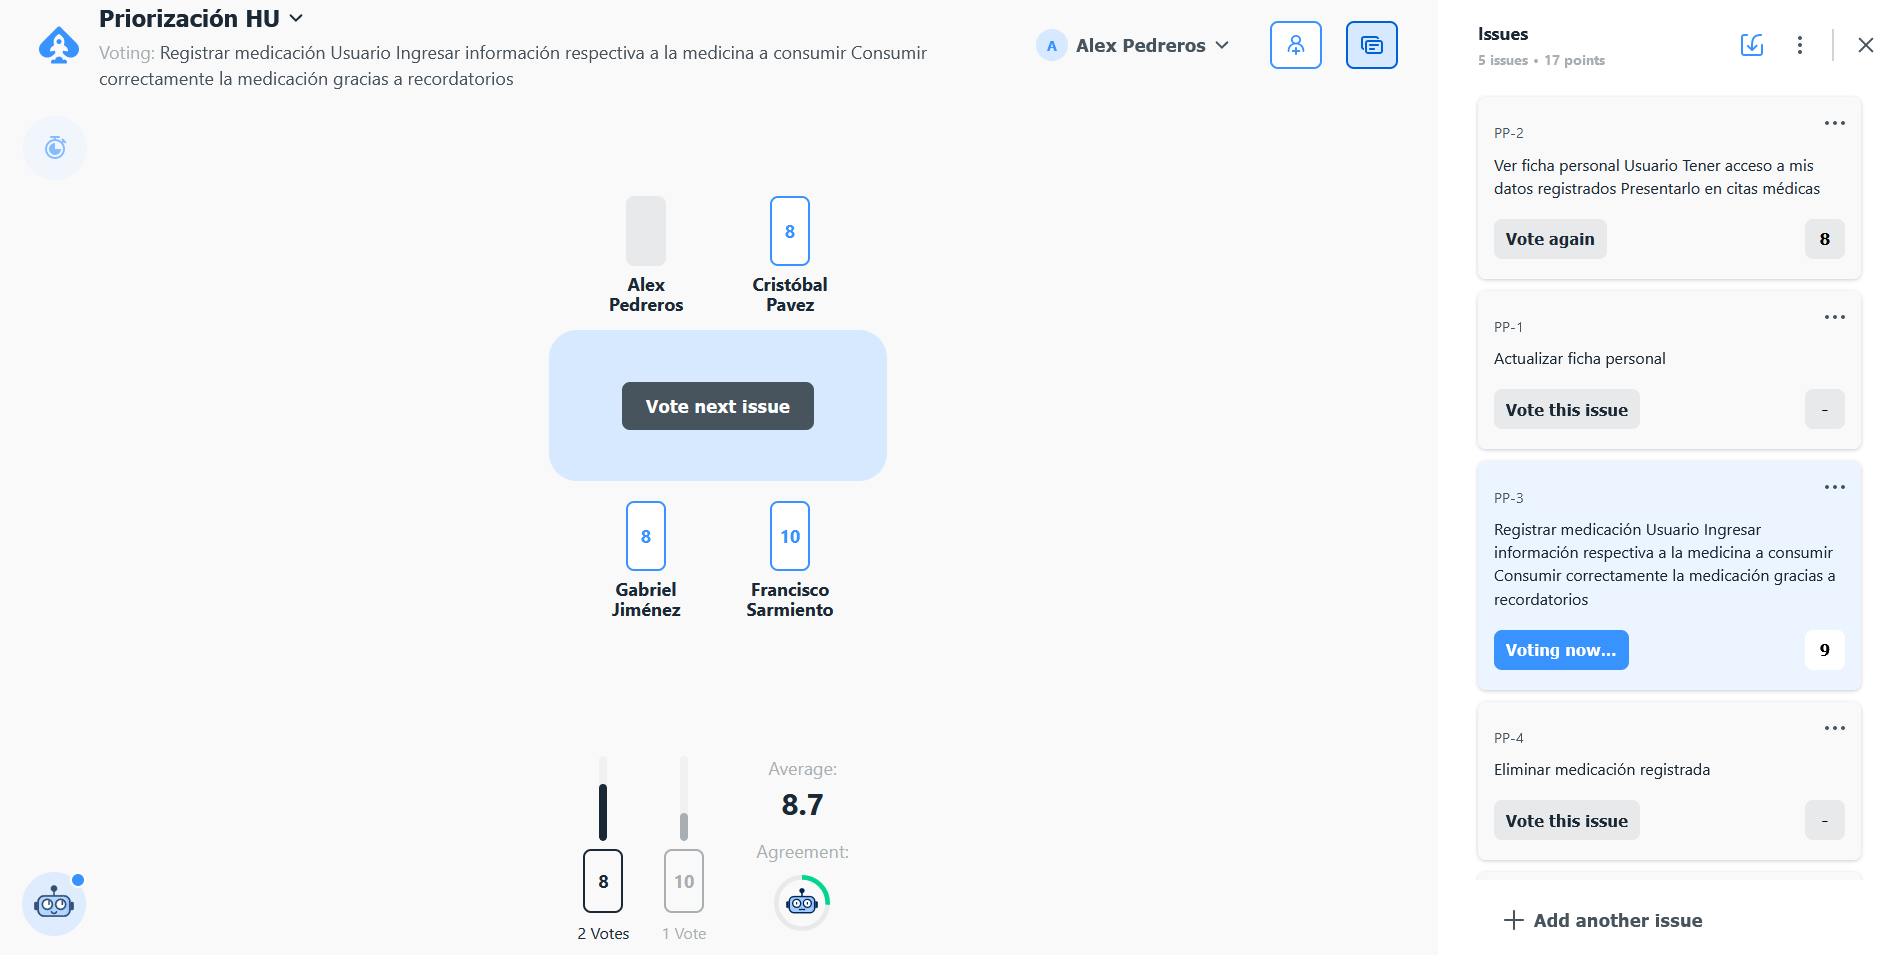 Priorización HU
Voting: Registrar medicación Usuario Ingresar información respectiva a la medicina a consumir Consumir
correctamente la medicación gracias a recordatorios
A Alex Pedreros
Alex
Pedreros
8
Cristóbal
Pavez
Vote next issue
8
Gabriel
Jiménez
10
Francisco
Sarmiento
8
2 Votes
10
1 Vote
Average:
8.7
Agreement:
Issues
5 issues • 17 points
PP-2
Ver ficha personal Usuario Tener acceso a mis
datos registrados Presentarlo en citas médicas
Vote again 8
PP-1
Actualizar ficha personal
Vote this issue -
PP-3
Registrar medicación Usuario Ingresar
información respectiva a la medicina a consumir
Consumir correctamente la medicación gracias a
recordatorios
Voting now... 9
PP-4
Eliminar medicación registrada
Vote this issue -
Add another issue